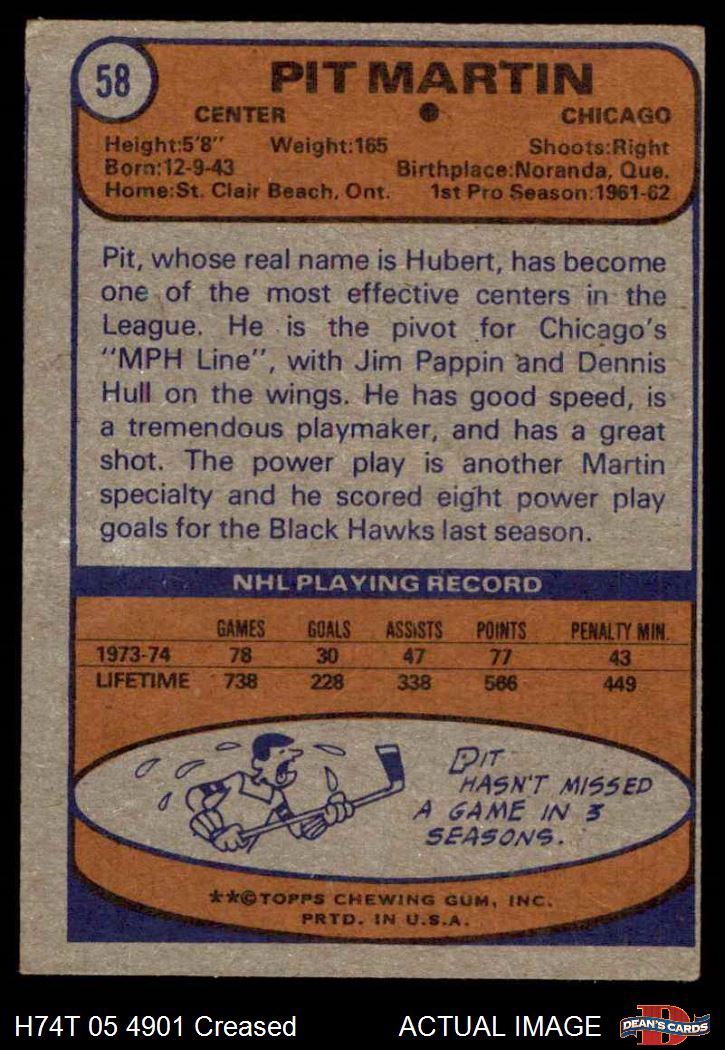 58
PIT MARTIN
CENTER CHICAGO
Height:5'8" Weight:165 Shoots:Right
Born:12-9-43 Birthplace:Noranda, Que.
Home:St. Clair Beach, Ont. 1st Pro Season:1961-62
Pit, whose real name is Hubert, has become
one of the most effective centers in the
League. He is the pivot for Chicago's
"MPH Line", with Jim Pappin and Dennis
Hull on the wings. He has good speed, is
a tremendous playmaker, and has a great
shot. The power play is another Martin
specialty and he scored eight power play
goals for the Black Hawks last season.
NHL PLAYING RECORD
GAMES GOALS ASSISTS POINTS PENALTY MIN.
1973-74 78 30 47 77 43
LIFETIME 738 228 338 566 449
PIT
HASN'T MISSED
A GAME IN 3
SEASONS.
**©TOPPS CHEWING GUM, INC.
PRTD. IN U.S.A.
H74T 05 4901 Creased ACTUAL IMAGE
D
DEAN'S CARDS